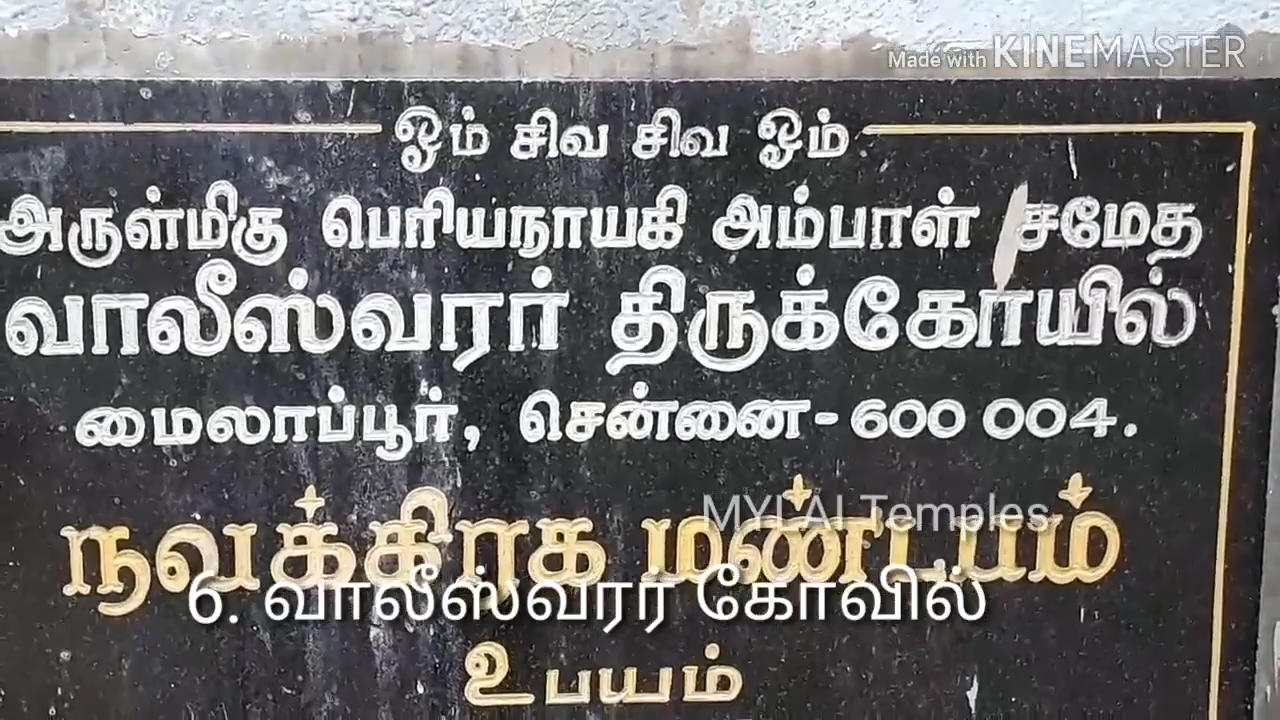 Made with KINEMASTER
ஓம் சிவ சிவ ஓம்
அருள்மிகு பெரியநாயகி அம்பாள் சமேத
வாலீஸ்வரர் திருக்கோயில்
மைலாப்பூர், சென்னை-600 004.
MYLAI Temples
நவக்கிரக மண்டபம்
6. வாலீஸ்வரர் கோவில்
உபயம்